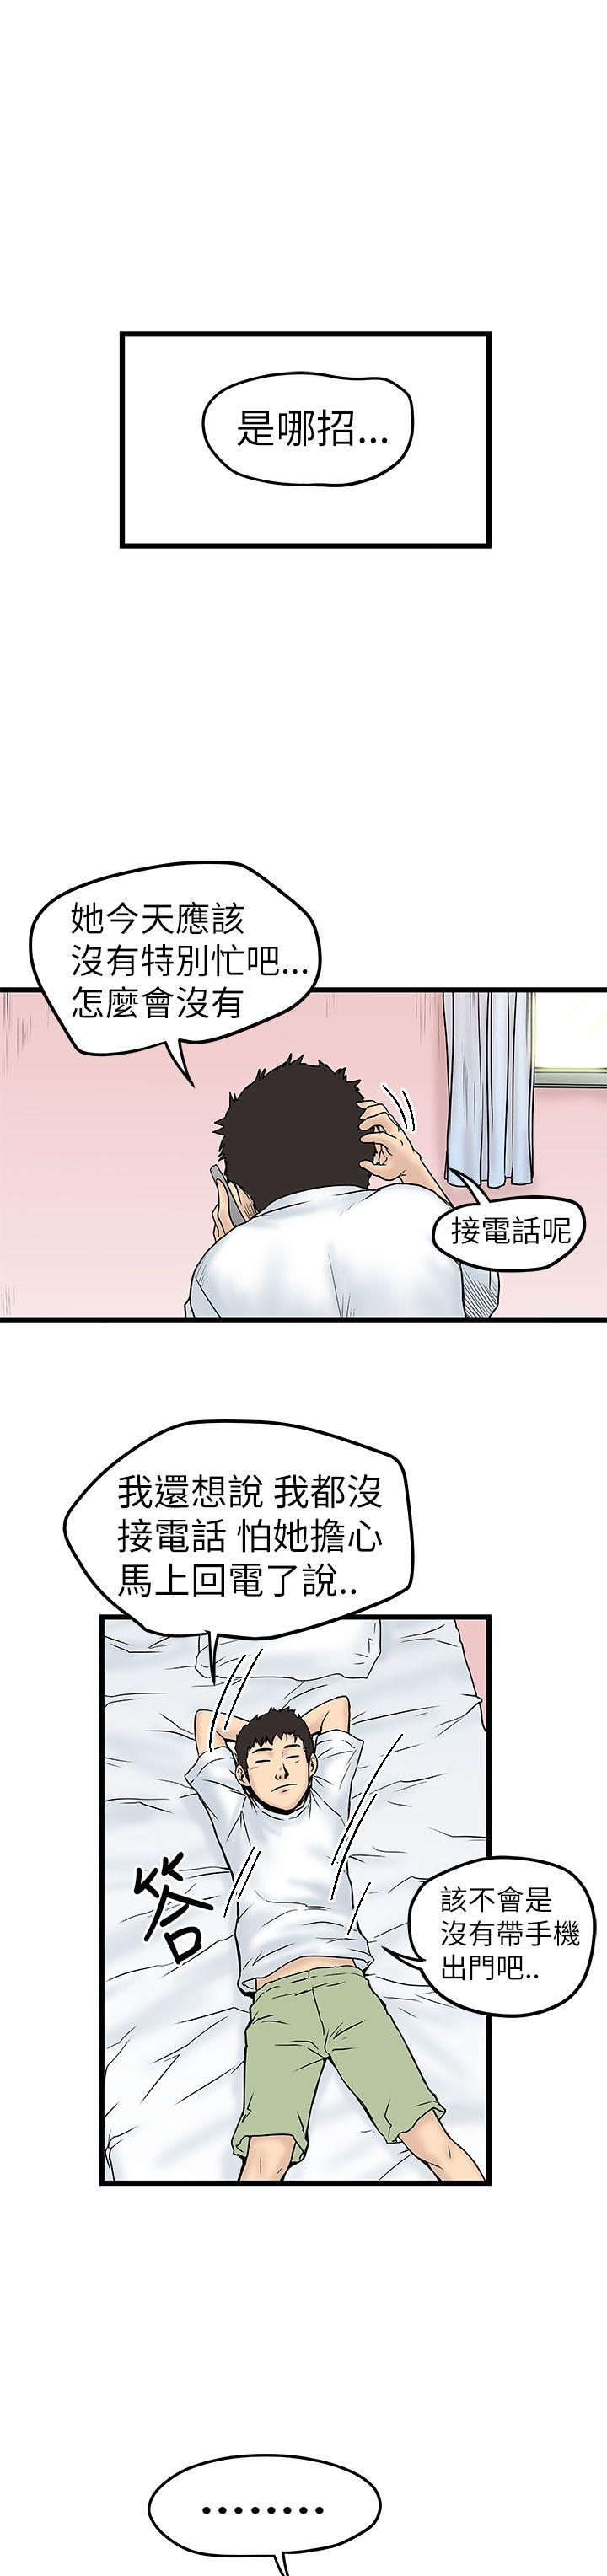 是哪招...
她今天應該
沒有特別忙吧...
怎麼會沒有
接電話呢
我還想說 我都沒
接電話 怕她擔心
馬上回電了說..
答
該不會是
沒有帶手機
出門吧..
........